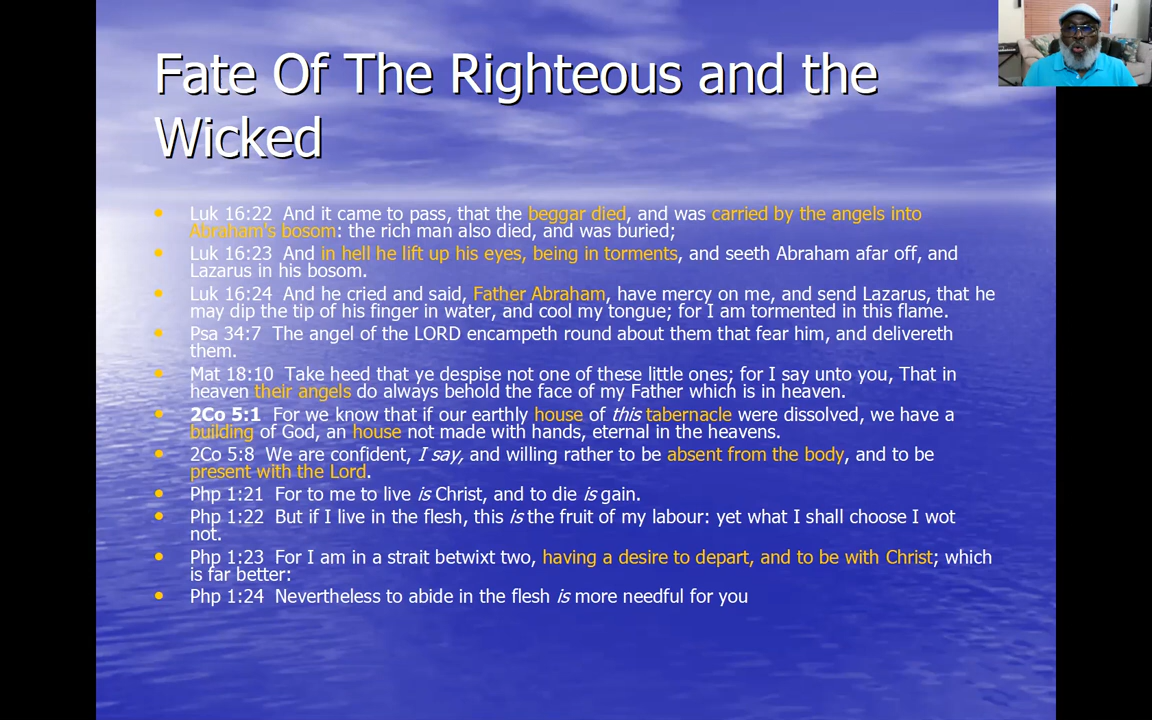 Fate Of The Righteous and the
Wicked
• Luk 16:22 And it came to pass, that the beggar died, and was carried by the angels into
Abraham's bosom: the rich man also died, and was buried;
• Luk 16:23 And in hell he lift up his eyes, being in torments, and seeth Abraham afar off, and
Lazarus in his bosom.
• Luk 16:24 And he cried and said, Father Abraham, have mercy on me, and send Lazarus, that he
may dip the tip of his finger in water, and cool my tongue; for I am tormented in this flame.
• Psa 34:7 The angel of the LORD encampeth round about them that fear him, and delivereth
them.
• Mat 18:10 Take heed that ye despise not one of these little ones; for I say unto you, That in
heaven their angels do always behold the face of my Father which is in heaven.
• 2Co 5:1 For we know that if our earthly house of this tabernacle were dissolved, we have a
building of God, an house not made with hands, eternal in the heavens.
• 2Co 5:8 We are confident, I say, and willing rather to be absent from the body, and to be
present with the Lord.
• Php 1:21 For to me to live is Christ, and to die is gain.
• Php 1:22 But if I live in the flesh, this is the fruit of my labour: yet what I shall choose I wot
not.
• Php 1:23 For I am in a strait betwixt two, having a desire to depart, and to be with Christ; which
is far better:
• Php 1:24 Nevertheless to abide in the flesh is more needful for you